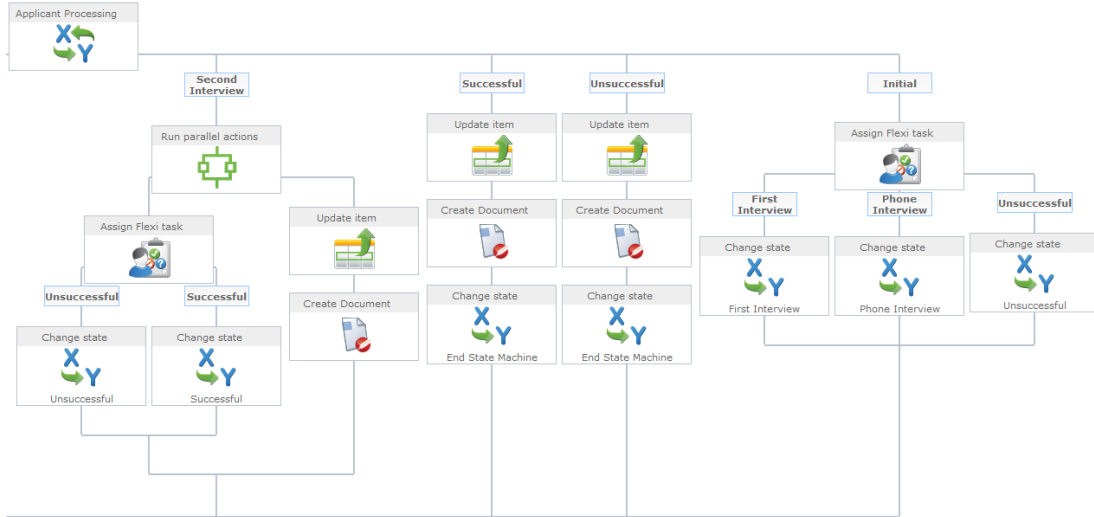 Applicant Processing
Second
Interview
Successful
Unsuccessful
Initial
Run parallel actions
Update item
Update item
Assign Flexi task
First
Interview
Phone
Interview
Unsuccessful
Assign Flexi task
Update item
Create Document
Create Document
Change state
First Interview
Change state
Phone Interview
Change state
Unsuccessful
Unsuccessful
Successful
Create Document
Change state
End State Machine
Change state
End State Machine
Change state
Unsuccessful
Change state
Successful